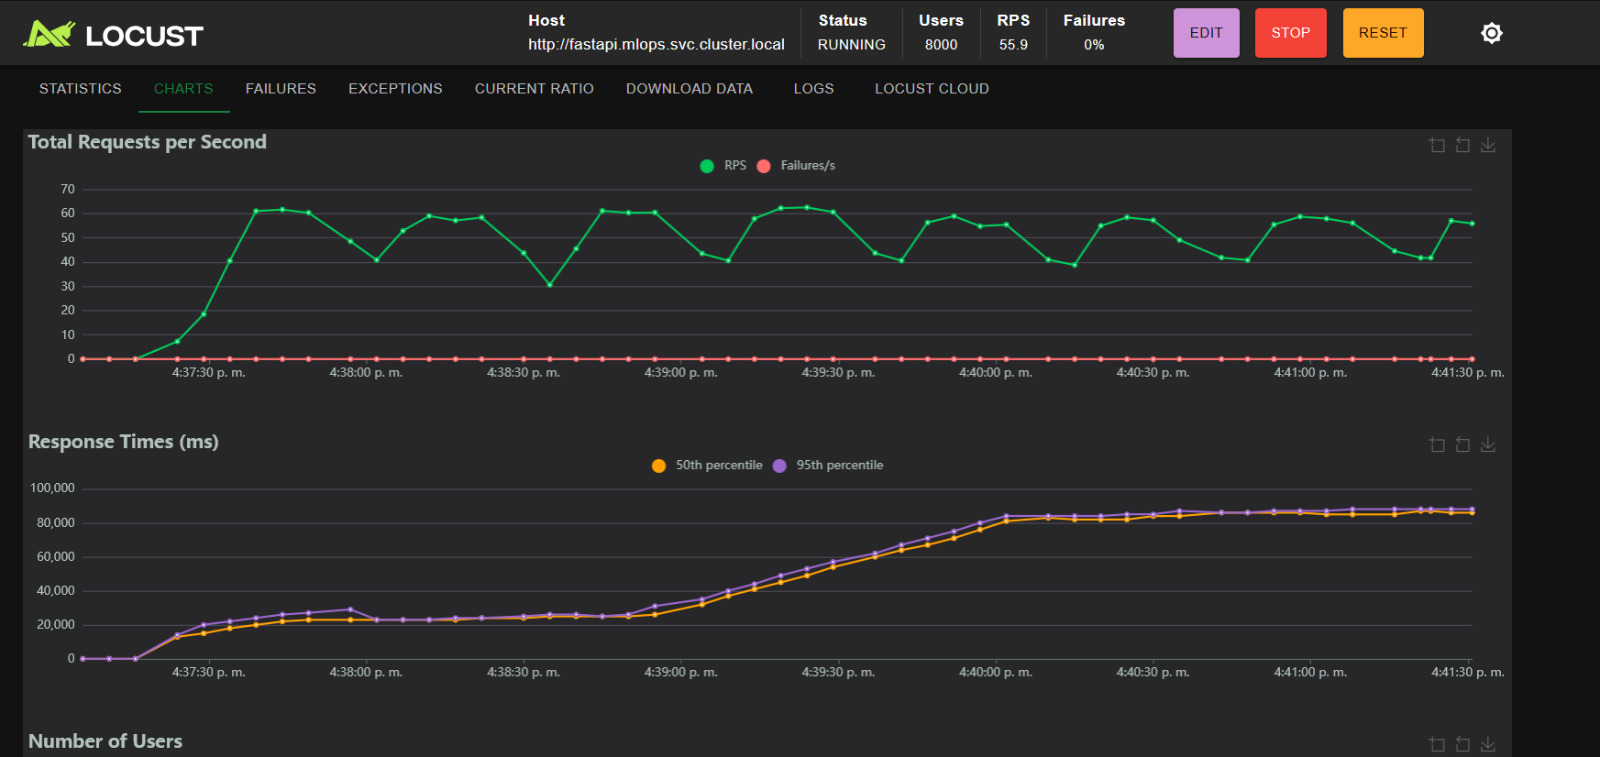 LOCUST
Host
http://fastapi.mlops.svc.cluster.local
Status
RUNNING
Users
8000
RPS
55.9
Failures
0%
EDIT
STOP
RESET
STATISTICS CHARTS FAILURES EXCEPTIONS CURRENT RATIO DOWNLOAD DATA LOGS LOCUST CLOUD
Total Requests per Second
RPS Failures/s
70
60
50
40
30
20
10
0
4:37:30 p. m. 4:38:00 p. m. 4:38:30 p. m. 4:39:00 p. m. 4:39:30 p. m. 4:40:00 p. m. 4:40:30 p. m. 4:41:00 p. m. 4:41:30 p. m.
Response Times (ms)
50th percentile 95th percentile
100,000
80,000
60,000
40,000
20,000
0
4:37:30 p. m. 4:38:00 p. m. 4:38:30 p. m. 4:39:00 p. m. 4:39:30 p. m. 4:40:00 p. m. 4:40:30 p. m. 4:41:00 p. m. 4:41:30 p. m.
Number of Users